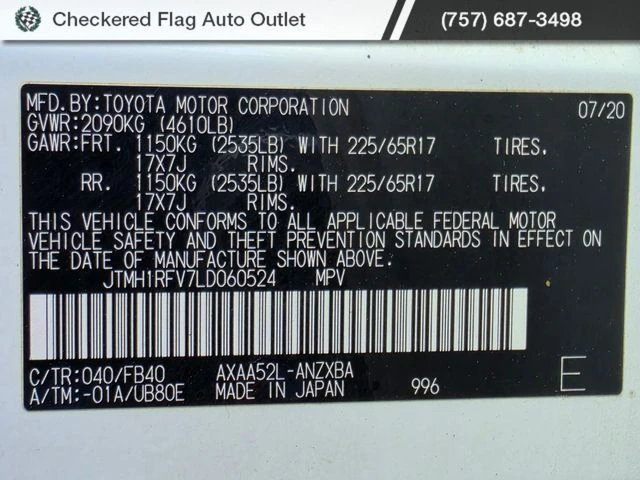 Checkered Flag Auto Outlet
(757) 687-3498
MFD.BY:TOYOTA MOTOR CORPORATION 07/20
GVWR:2090KG (4610LB)
GAWR:FRT. 1150KG (2535LB) WITH 225/65R17 TIRES.
17X7J RIMS.
RR. 1150KG (2535LB) WITH 225/65R17 TIRES.
17X7J RIMS.
THIS VEHICLE CONFORMS TO ALL APPLICABLE FEDERAL MOTOR
VEHICLE SAFETY AND THEFT PREVENTION STANDARDS IN EFFECT ON
THE DATE OF MANUFACTURE SHOWN ABOVE.
JTMH1RFV7LD060524 MPV
C/TR:040/FB40 AXAA52L-ANZXBA
A/TM:-01A/UB80E MADE IN JAPAN 996 E